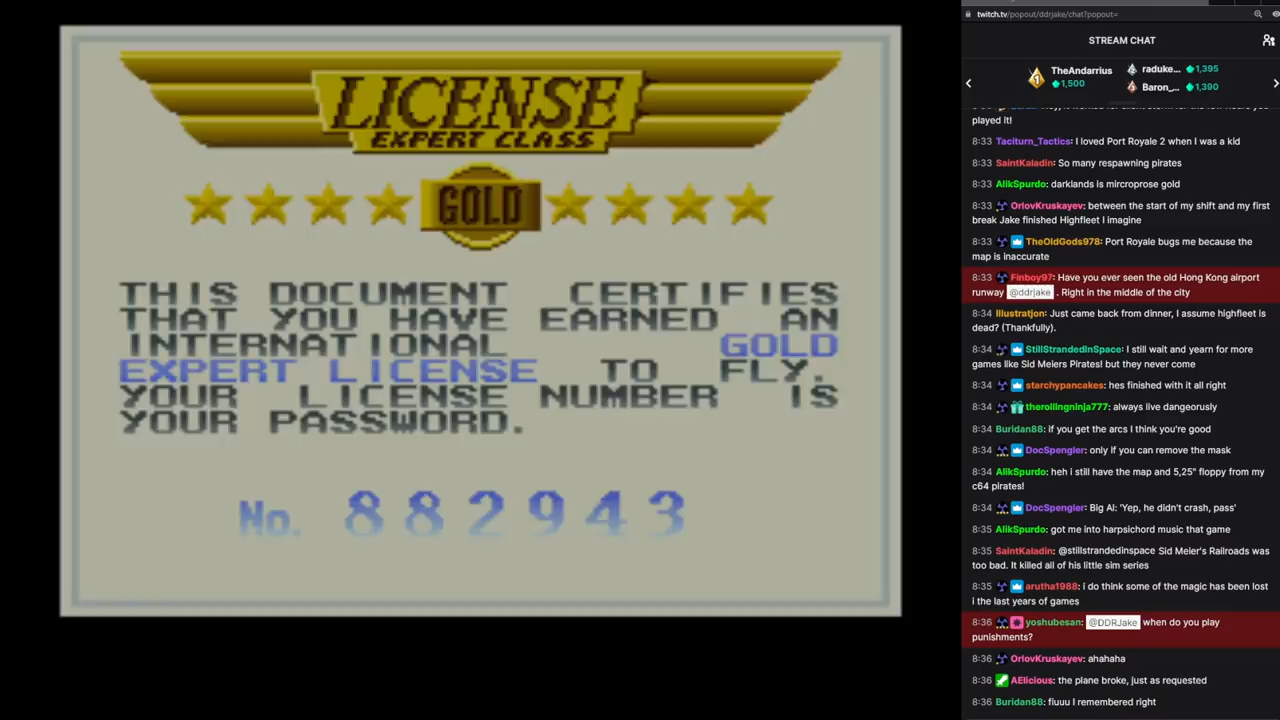 LICENSE
EXPERT CLASS
GOLD
THIS DOCUMENT CERTIFIES
THAT YOU HAVE EARNED AN
INTERNATIONAL GOLD
EXPERT LICENSE TO FLY.
YOUR LICENSE NUMBER IS
YOUR PASSWORD.
No. 882943
twitch.tv/popout/ddrjake/chat?popout=
STREAM CHAT
1 TheAndarrius 1,500
raduke... 1,395
Baron_... 1,390
played it!
8:33 Taciturn_Tactics: I loved Port Royale 2 when I was a kid
8:33 SaintKaladin: So many respawning pirates
8:33 AlikSpurdo: darklands is mircroprose gold
8:33 OrlovKruskayev: between the start of my shift and my first
break Jake finished Highfleet I imagine
8:33 TheOldGods978: Port Royale bugs me because the
map is inaccurate
8:33 Finboy97: Have you ever seen the old Hong Kong airport
runway @ddrjake . Right in the middle of the city
8:34 Illustratjon: Just came back from dinner, I assume highfleet is
dead? (Thankfully).
8:34 StillStrandedInSpace: I still wait and yearn for more
games like Sid Meiers Pirates! but they never come
8:34 starchypancakes: hes finished with it all right
8:34 therollingninja777: always live dangeorusly
8:34 Buridan88: if you get the arcs I think you're good
8:34 DocSpengler: only if you can remove the mask
8:34 AlikSpurdo: heh i still have the map and 5,25" floppy from my
c64 pirates!
8:34 DocSpengler: Big Al: 'Yep, he didn't crash, pass'
8:35 AlikSpurdo: got me into harpsichord music that game
8:35 SaintKaladin: @stillstrandedinspace Sid Meier's Railroads was
too bad. It killed all of his little sim series
8:35 arutha1988: i do think some of the magic has been lost
i the last years of games
8:36 yoshubesan: @DDRJake when do you play
punishments?
8:36 OrlovKruskayev: ahahaha
8:36 AElicious: the plane broke, just as requested
8:36 Buridan88: fluuu I remembered right